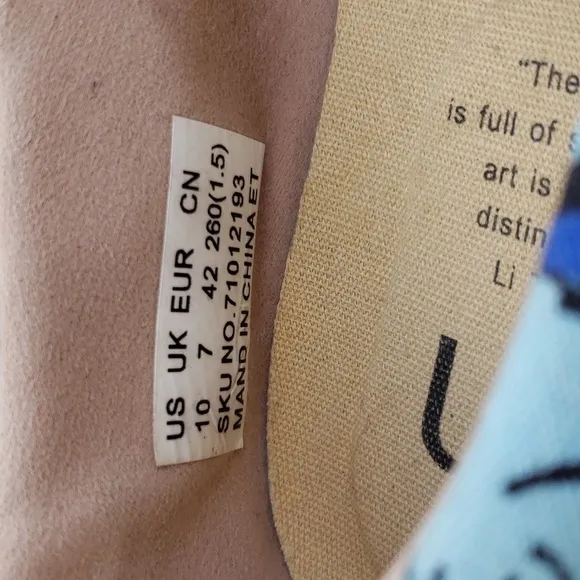 US UK EUR CN
10 7 42 260(1.5)
SKU NO.71012193
MAND IN CHINA ET
"The
is full of
art is
distin
Li